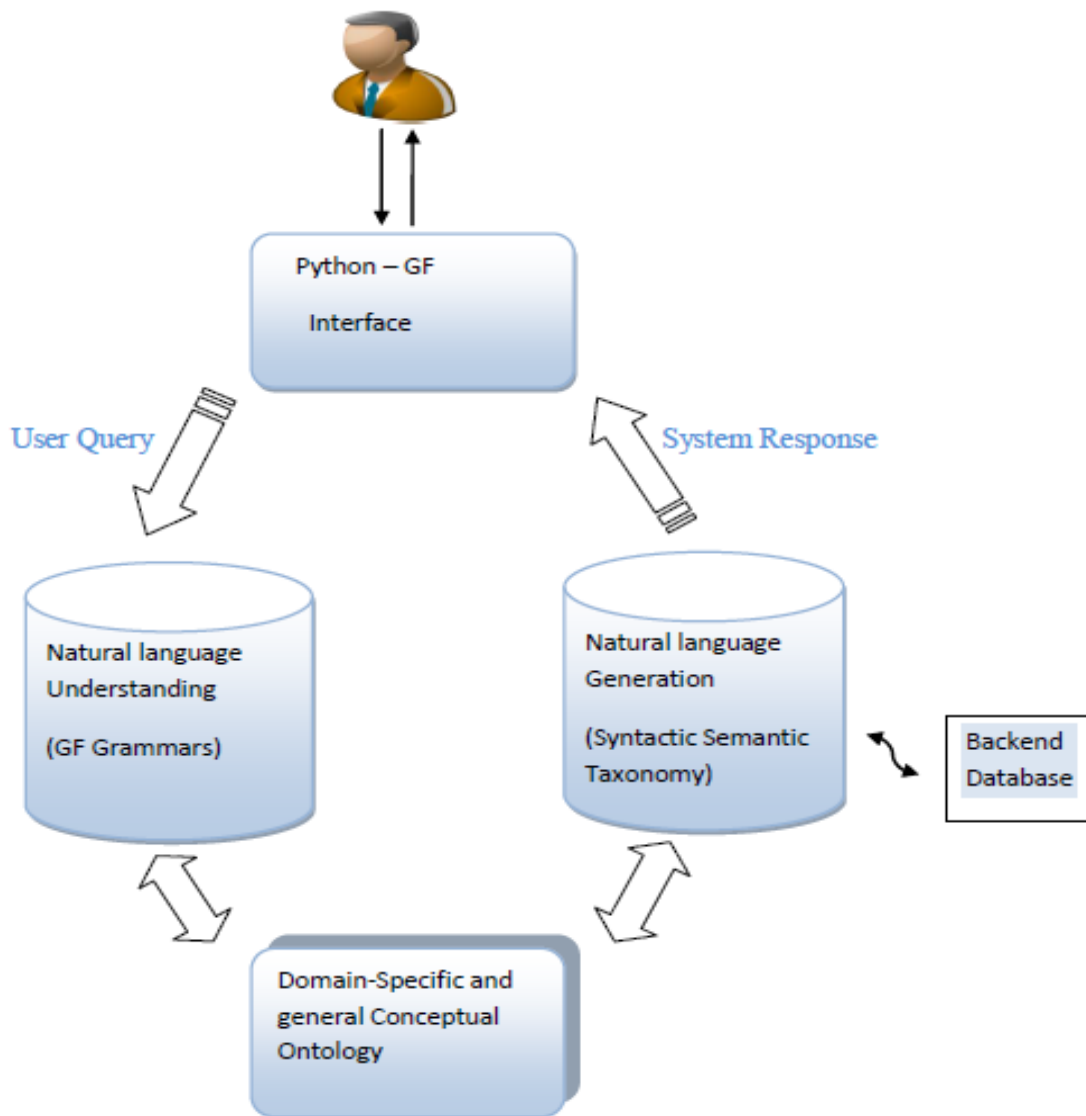 Python – GF
Interface
User Query
System Response
Natural language
Understanding
(GF Grammars)
Natural language
Generation
(Syntactic Semantic
Taxonomy)
Backend
Database
Domain-Specific and
general Conceptual
Ontology